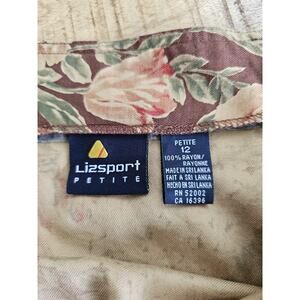 Lizsport
PETITE
PETITE
12
100% RAYON/
RAYONNE
MADE IN SRI LANKA
FAIT À SRI LANKA
HECHO EN SRI LANKA
RN 52002
CA 16396